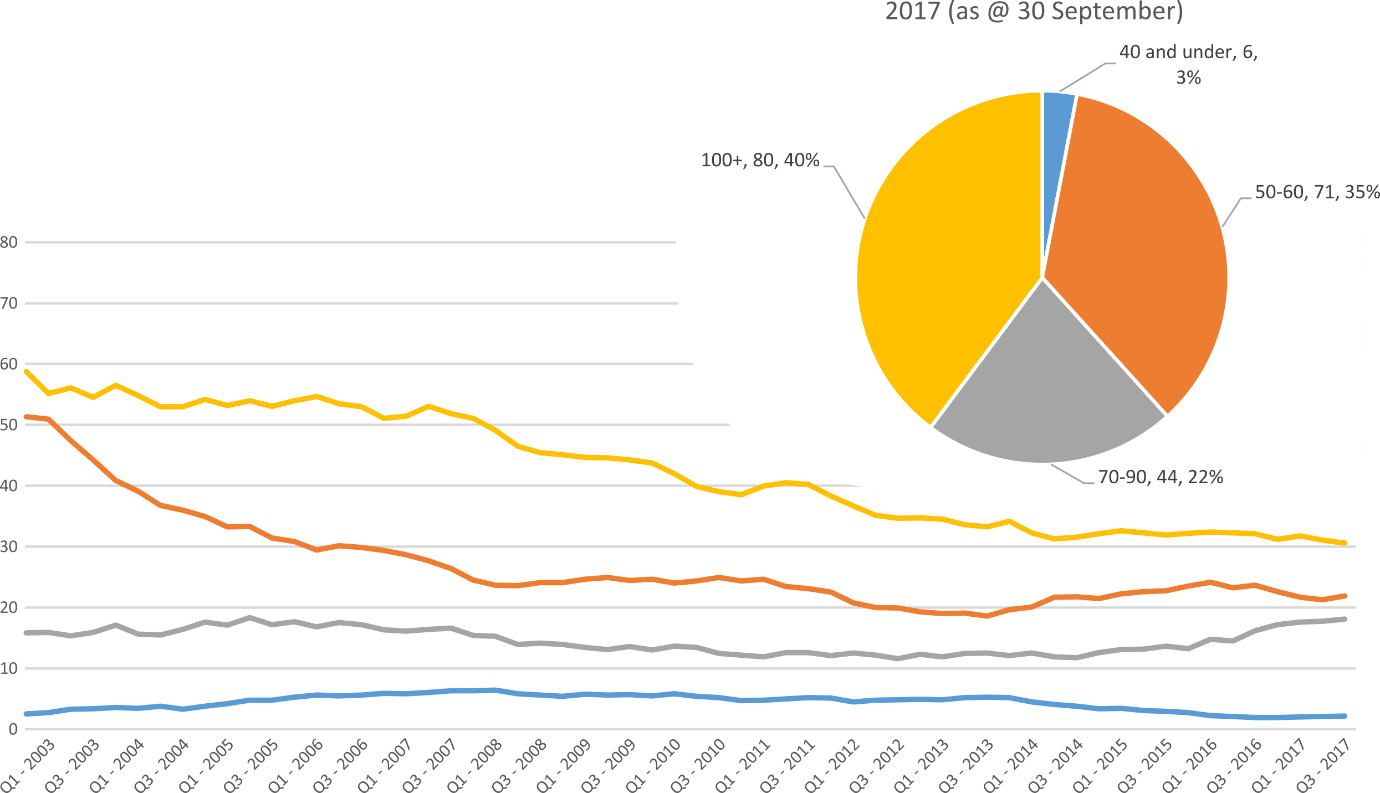 2017 (as @ 30 September)
40 and under, 6,
3%
100+, 80, 40%
50-60, 71, 35%
70-90, 44, 22%
80
70
60
50
40
30
20
10
0
Q1 - 2003
Q3 - 2003
Q1 - 2004
Q3 - 2004
Q1 - 2005
Q3 - 2005
Q1 - 2006
Q3 - 2006
Q1 - 2007
Q3 - 2007
Q1 - 2008
Q3 - 2008
Q1 - 2009
Q3 - 2009
Q1 - 2010
Q3 - 2010
Q1 - 2011
Q3 - 2011
Q1 - 2012
Q3 - 2012
Q1 - 2013
Q3 - 2013
Q1 - 2014
Q3 - 2014
Q1 - 2015
Q3 - 2015
Q1 - 2016
Q3 - 2016
Q1 - 2017
Q3 - 2017